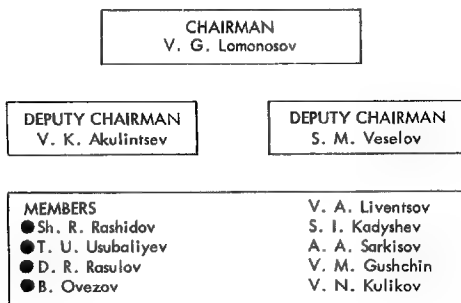 CHAIRMAN
V. G. Lomonosov
DEPUTY CHAIRMAN
V. K. Akulintsev
DEPUTY CHAIRMAN
S. M. Veselov
MEMBERS
● Sh. R. Rashidov
● T. U. Usubaliyev
● D. R. Rasulov
● B. Ovezov
V. A. Liventsov
S. I. Kadyshev
A. A. Sarkisov
V. M. Gushchin
V. N. Kulikov